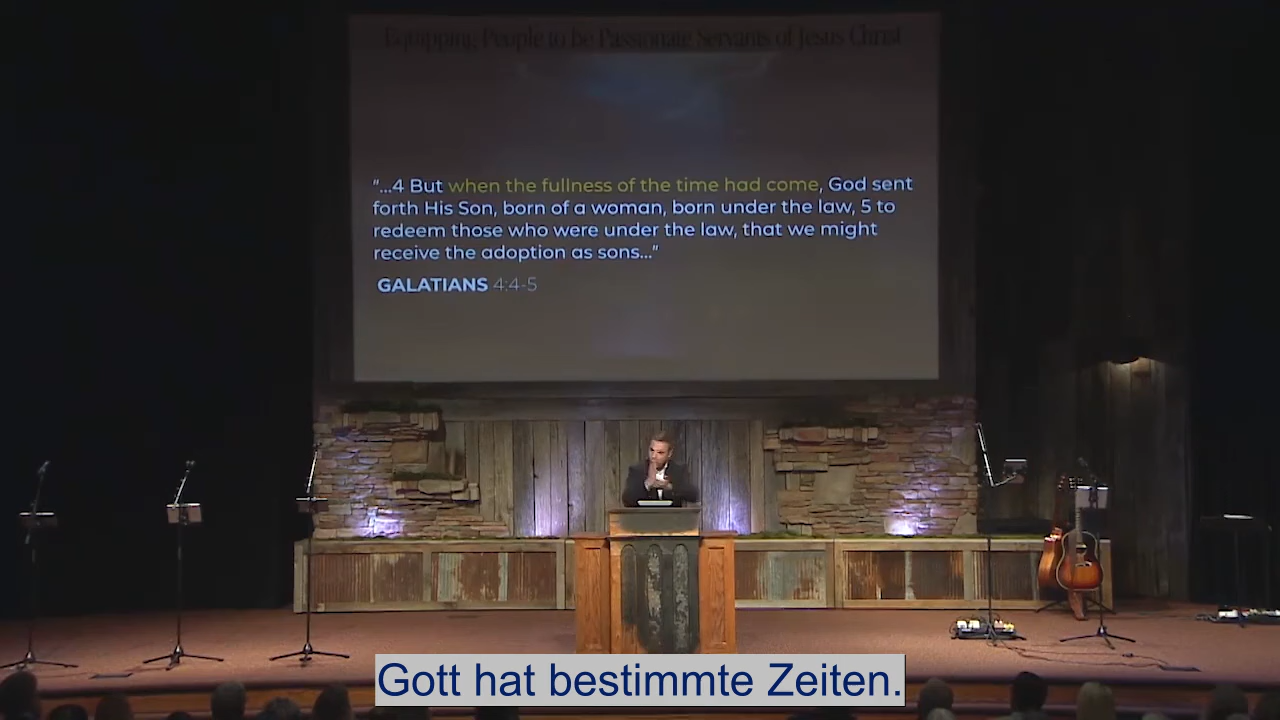 Equipping People to be Passionate Servants of Jesus Christ
"...4 But when the fullness of the time had come, God sent
forth His Son, born of a woman, born under the law, 5 to
redeem those who were under the law, that we might
receive the adoption as sons..."
GALATIANS 4:4-5
Gott hat bestimmte Zeiten.